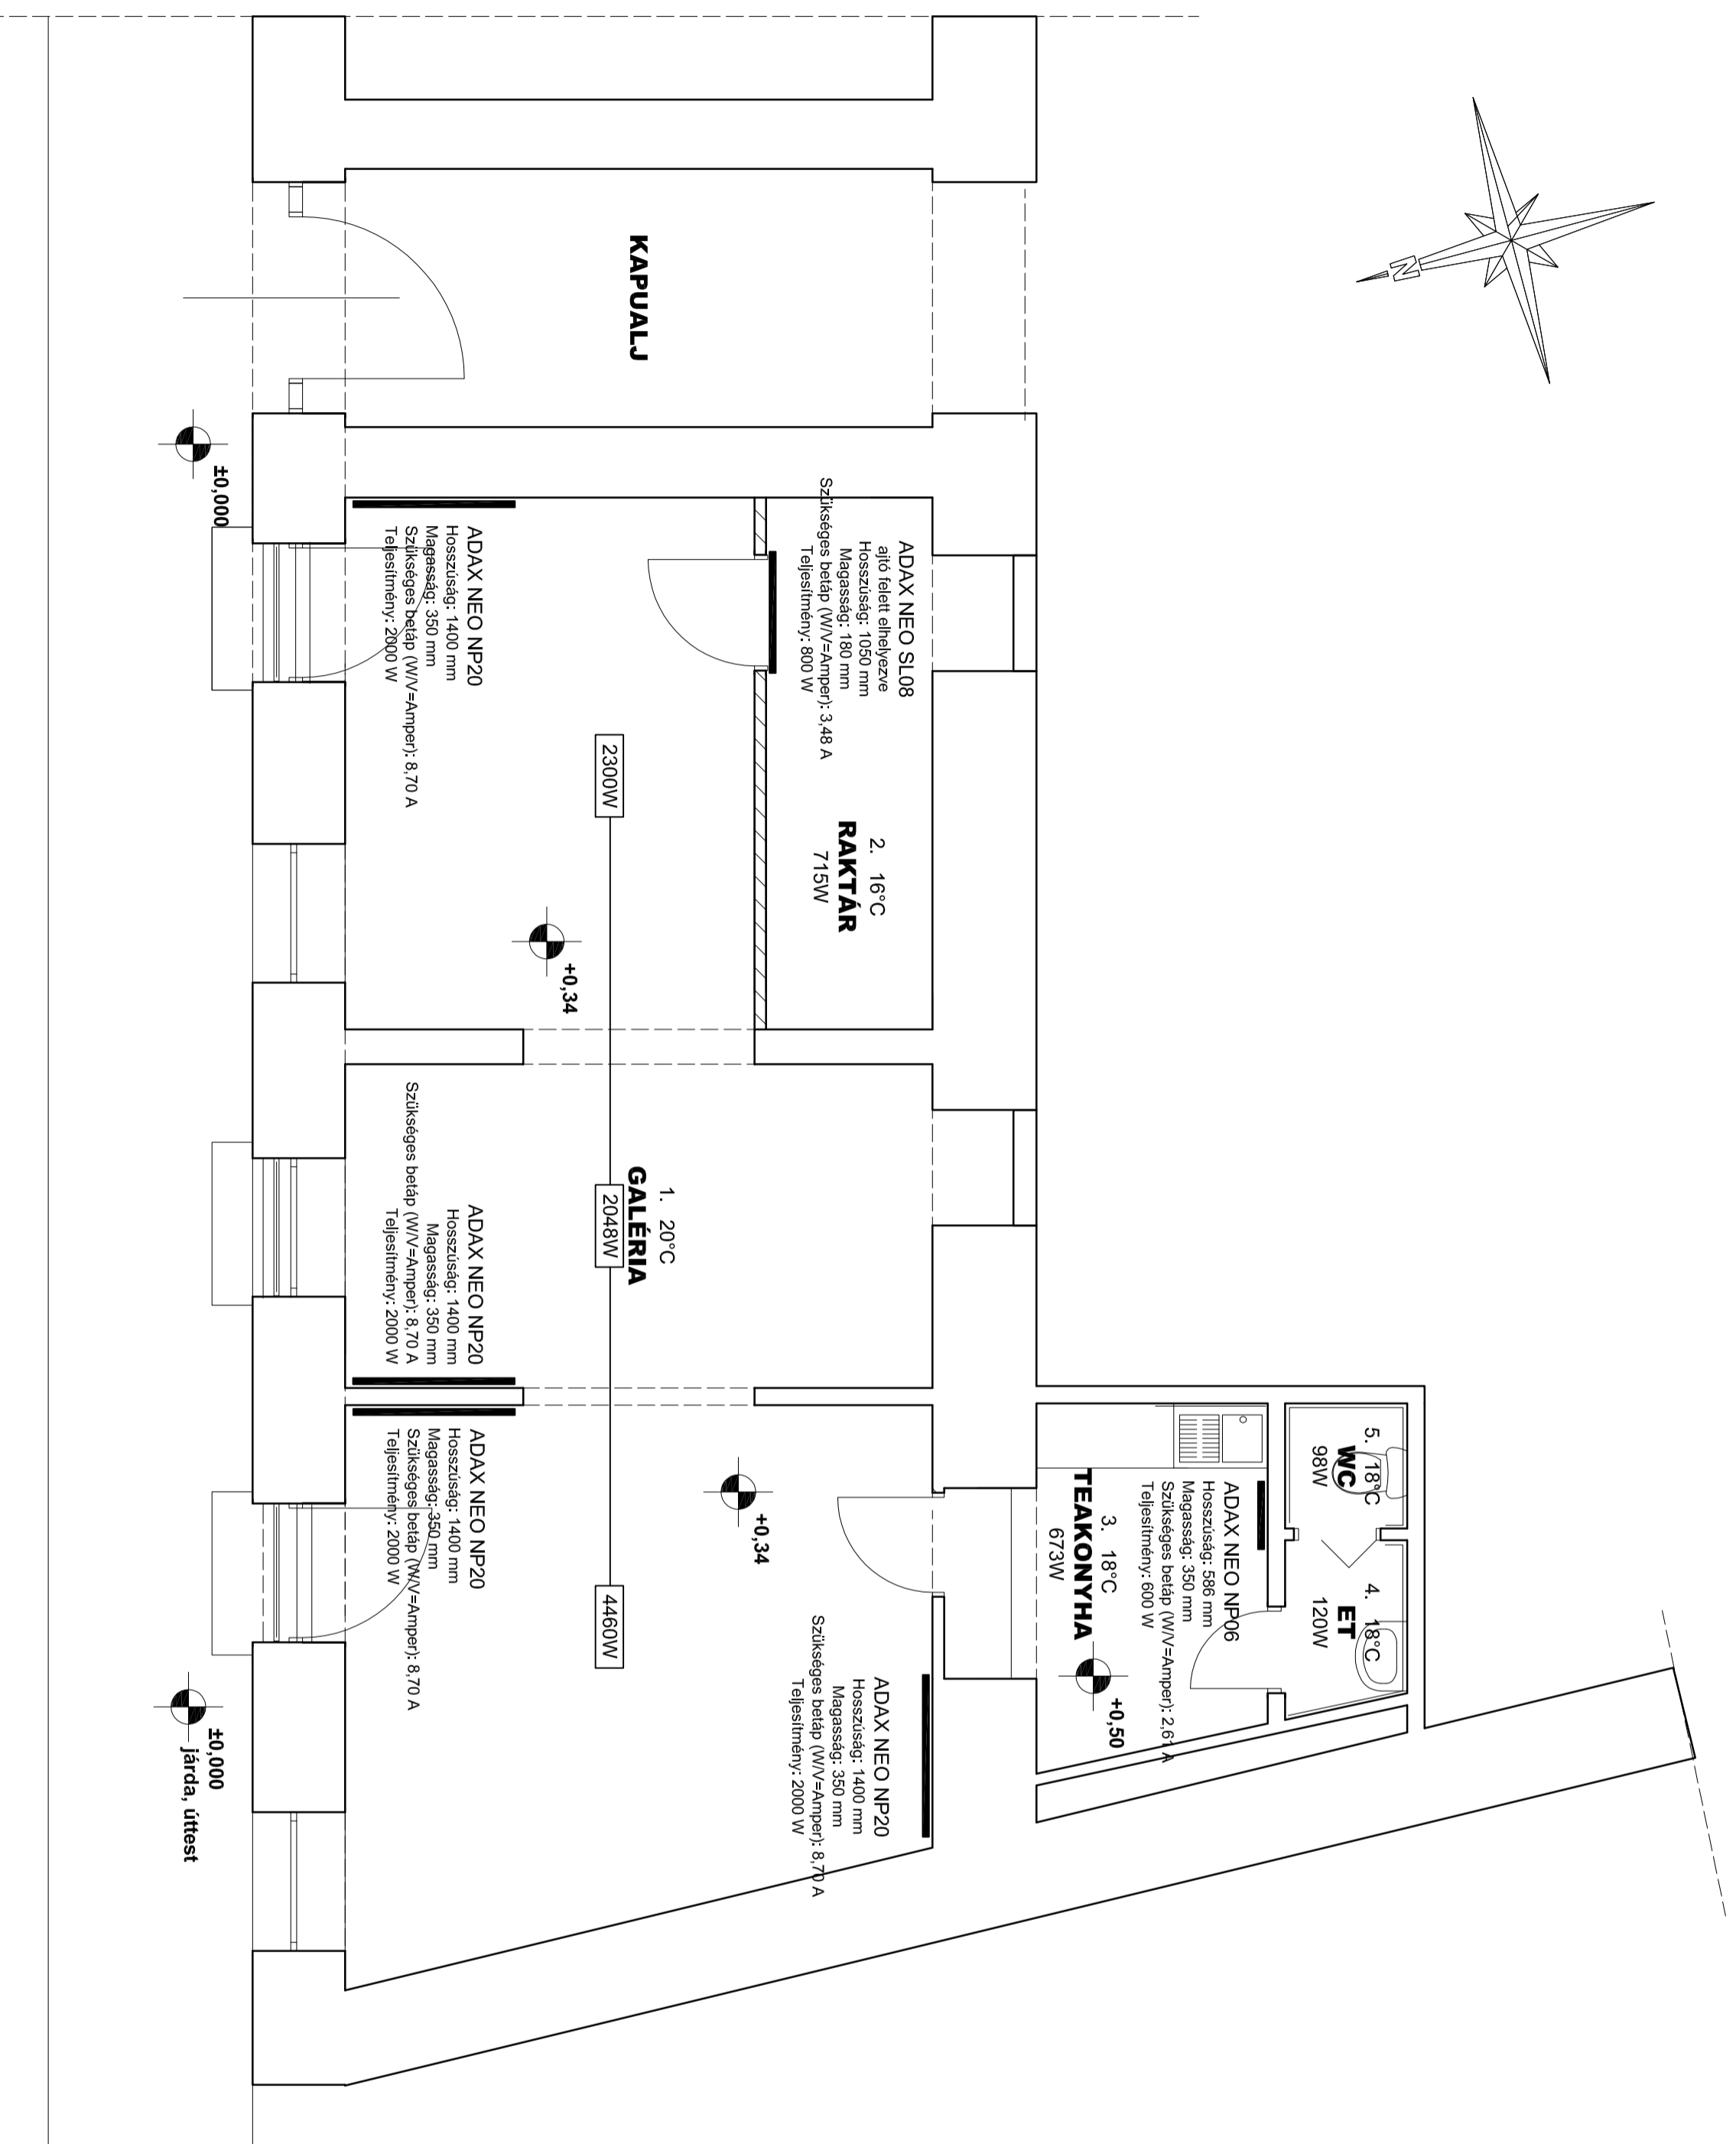 N
KAPUALJ
±0,000
ADAX NEO SL08
ajtó felett elhelyezve
Hosszúság: 1050 mm
Magasság: 180 mm
Szükséges betáp (W/V=Amper): 3,48 A
Teljesítmény: 800 W
ADAX NEO NP20
Hosszúság: 1400 mm
Magasság: 350 mm
Szükséges betáp (W/V=Amper): 8,70 A
Teljesítmény: 2000 W
2. 16°C
RAKTÁR
715W
2300W
+0,34
1. 20°C
GALÉRIA
2048W
ADAX NEO NP20
Hosszúság: 1400 mm
Magasság: 350 mm
Szükséges betáp (W/V=Amper): 8,70 A
Teljesítmény: 2000 W
5. 18°C
WC
98W
4. 18°C
ET
120W
ADAX NEO NP06
Hosszúság: 586 mm
Magasság: 350 mm
Szükséges betáp (W/V=Amper): 2,61 A
Teljesítmény: 600 W
3. 18°C
TEAKONYHA
673W
+0,50
+0,34
4460W
ADAX NEO NP20
Hosszúság: 1400 mm
Magasság: 350 mm
Szükséges betáp (W/V=Amper): 8,70 A
Teljesítmény: 2000 W
ADAX NEO NP20
Hosszúság: 1400 mm
Magasság: 350 mm
Szükséges betáp (W/V=Amper): 8,70 A
Teljesítmény: 2000 W
±0,000
járda, úttest